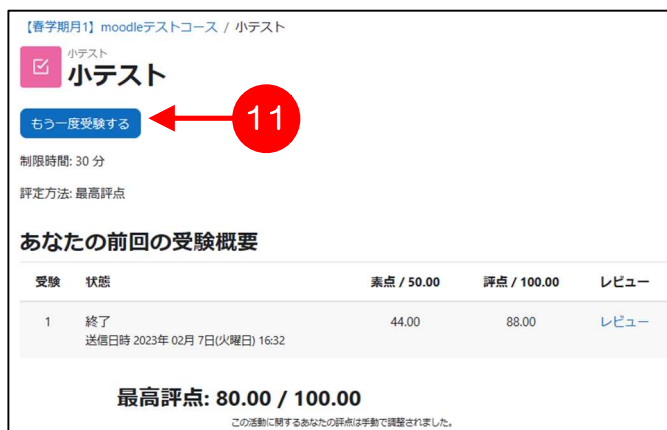 【春学期月1】moodleテストコース / 小テスト
小テスト
小テスト
もう一度受験する
11
制限時間: 30 分
評定方法: 最高評点
あなたの前回の受験概要
受験 状態 素点 / 50.00 評点 / 100.00 レビュー
1 終了 44.00 88.00 レビュー
送信日時 2023年 02月 7日(火曜日) 16:32
最高評点: 80.00 / 100.00
この活動に関するあなたの評点は手動で調整されました。